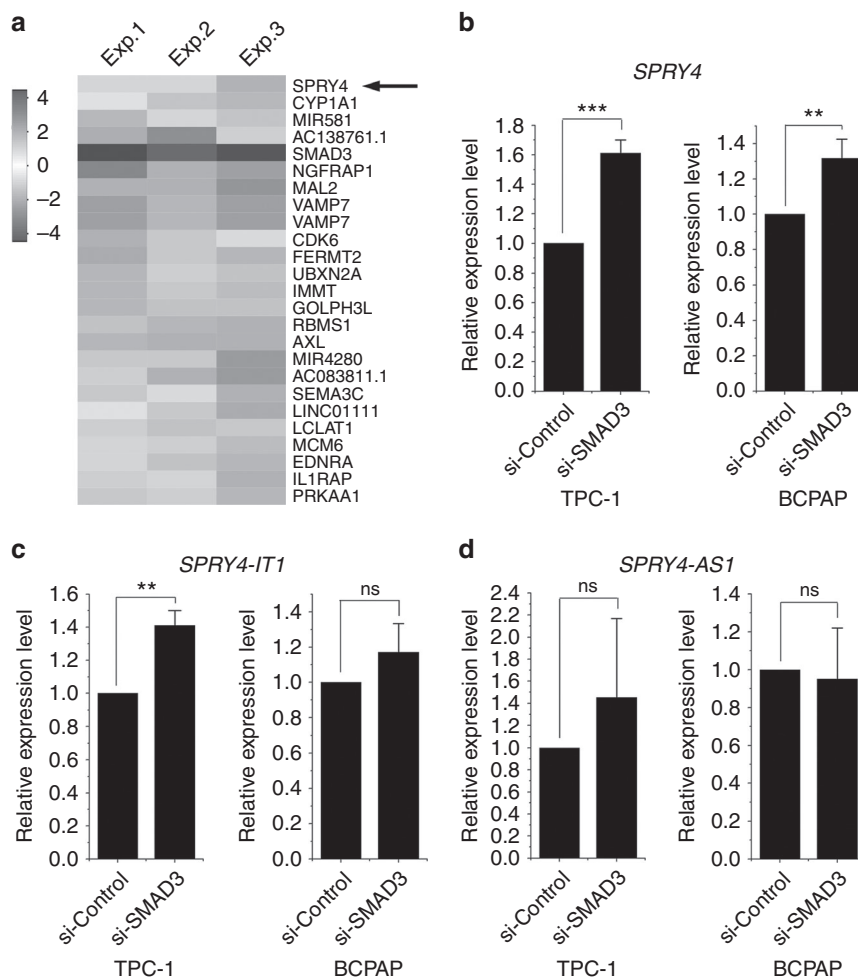 a
Exp.1 Exp.2 Exp.3
4
2
0
−2
−4
SPRY4
CYP1A1
MIR581
AC138761.1
SMAD3
NGFRAP1
MAL2
VAMP7
VAMP7
CDK6
FERMT2
UBXN2A
IMMT
GOLPH3L
RBMS1
AXL
MIR4280
AC083811.1
SEMA3C
LINC01111
LCLAT1
MCM6
EDNRA
IL1RAP
PRKAA1
b
SPRY4
Relative expression level
1.8
1.6
1.4
1.2
1.0
0.8
0.6
0.4
0.2
0.0
***
si-Control si-SMAD3
TPC-1
Relative expression level
1.4
1.2
1.0
0.8
0.6
0.4
0.2
0.0
**
si-Control si-SMAD3
BCPAP
c
SPRY4-IT1
Relative expression level
1.6
1.4
1.2
1.0
0.8
0.6
0.4
0.2
0.0
**
si-Control si-SMAD3
TPC-1
Relative expression level
1.4
1.2
1.0
0.8
0.6
0.4
0.2
0.0
ns
si-Control si-SMAD3
BCPAP
d
SPRY4-AS1
Relative expression level
2.4
2.2
2.0
1.8
1.6
1.4
1.2
1.0
0.8
0.6
0.4
0.2
0.0
ns
si-Control si-SMAD3
TPC-1
Relative expression level
1.4
1.2
1.0
0.8
0.6
0.4
0.2
0.0
ns
si-Control si-SMAD3
BCPAP